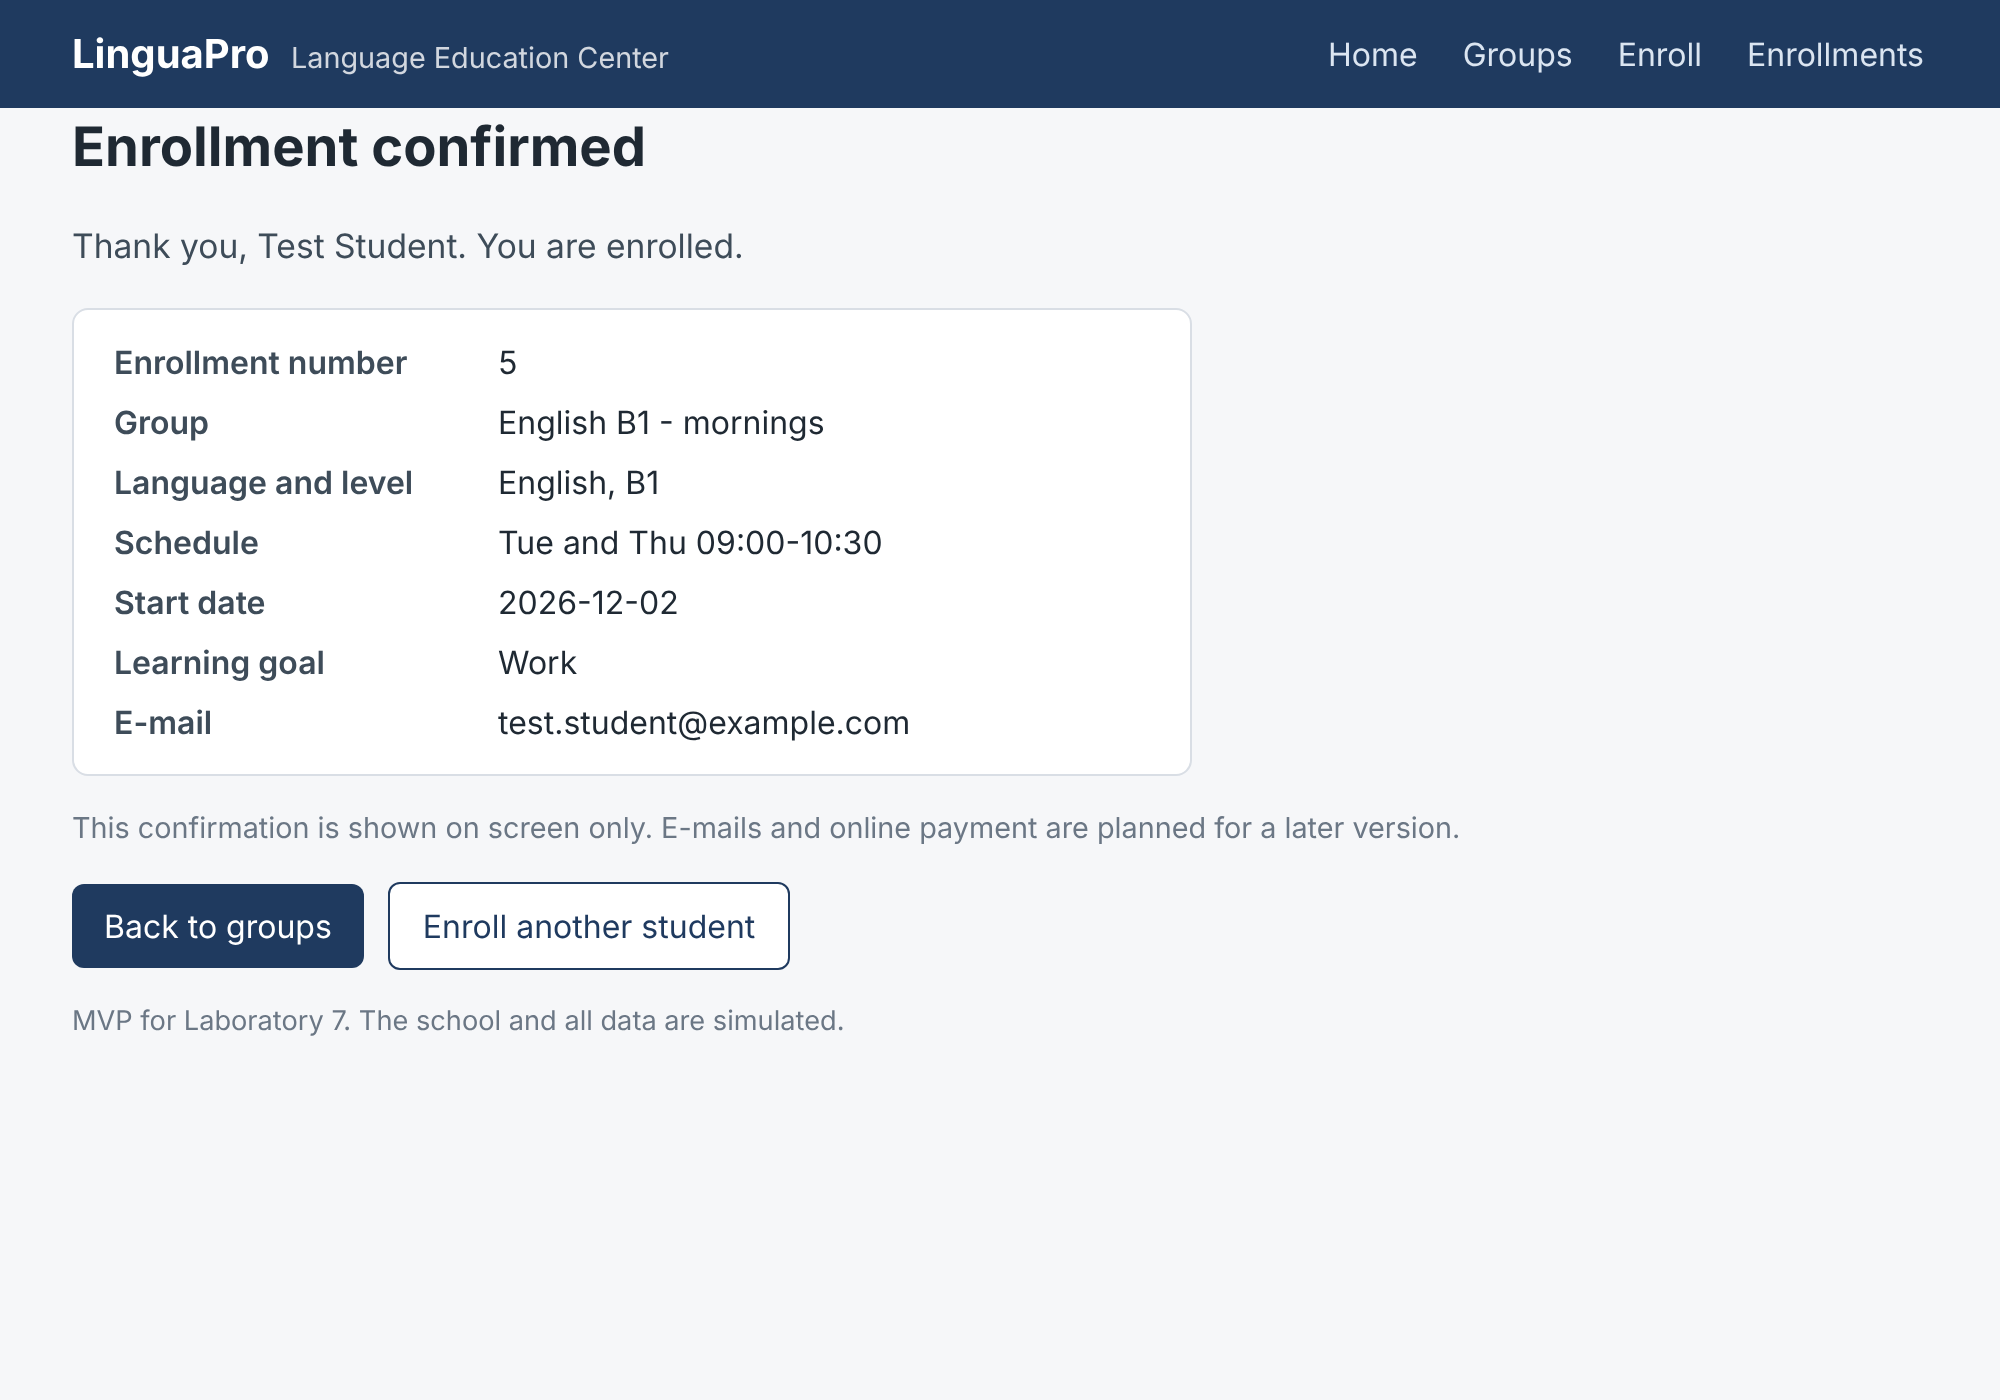 LinguaPro Language Education Center Home Groups Enroll Enrollments
Enrollment confirmed
Thank you, Test Student. You are enrolled.
Enrollment number 5
Group English B1 - mornings
Language and level English, B1
Schedule Tue and Thu 09:00-10:30
Start date 2026-12-02
Learning goal Work
E-mail test.student@example.com
This confirmation is shown on screen only. E-mails and online payment are planned for a later version.
Back to groups Enroll another student
MVP for Laboratory 7. The school and all data are simulated.